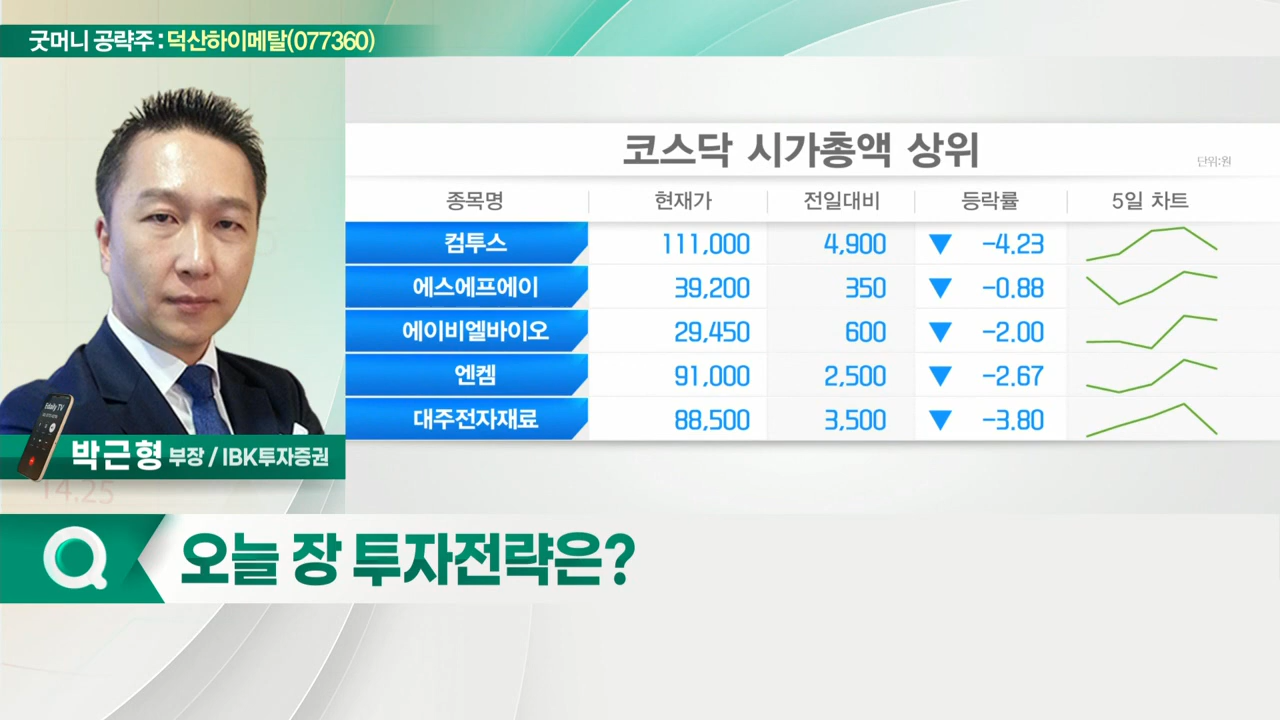 굿머니 공략주 : 덕산하이메탈(077360)
코스닥 시가총액 상위
단위:원
종목명 현재가 전일대비 등락률 5일 차트
컴투스 111,000 4,900 ▼ -4.23
에스에프에이 39,200 350 ▼ -0.88
에이비엘바이오 29,450 600 ▼ -2.00
엔켐 91,000 2,500 ▼ -2.67
대주전자재료 88,500 3,500 ▼ -3.80
Edaily TV
박근형 부장 / IBK투자증권
14.25
Q 오늘 장 투자전략은?